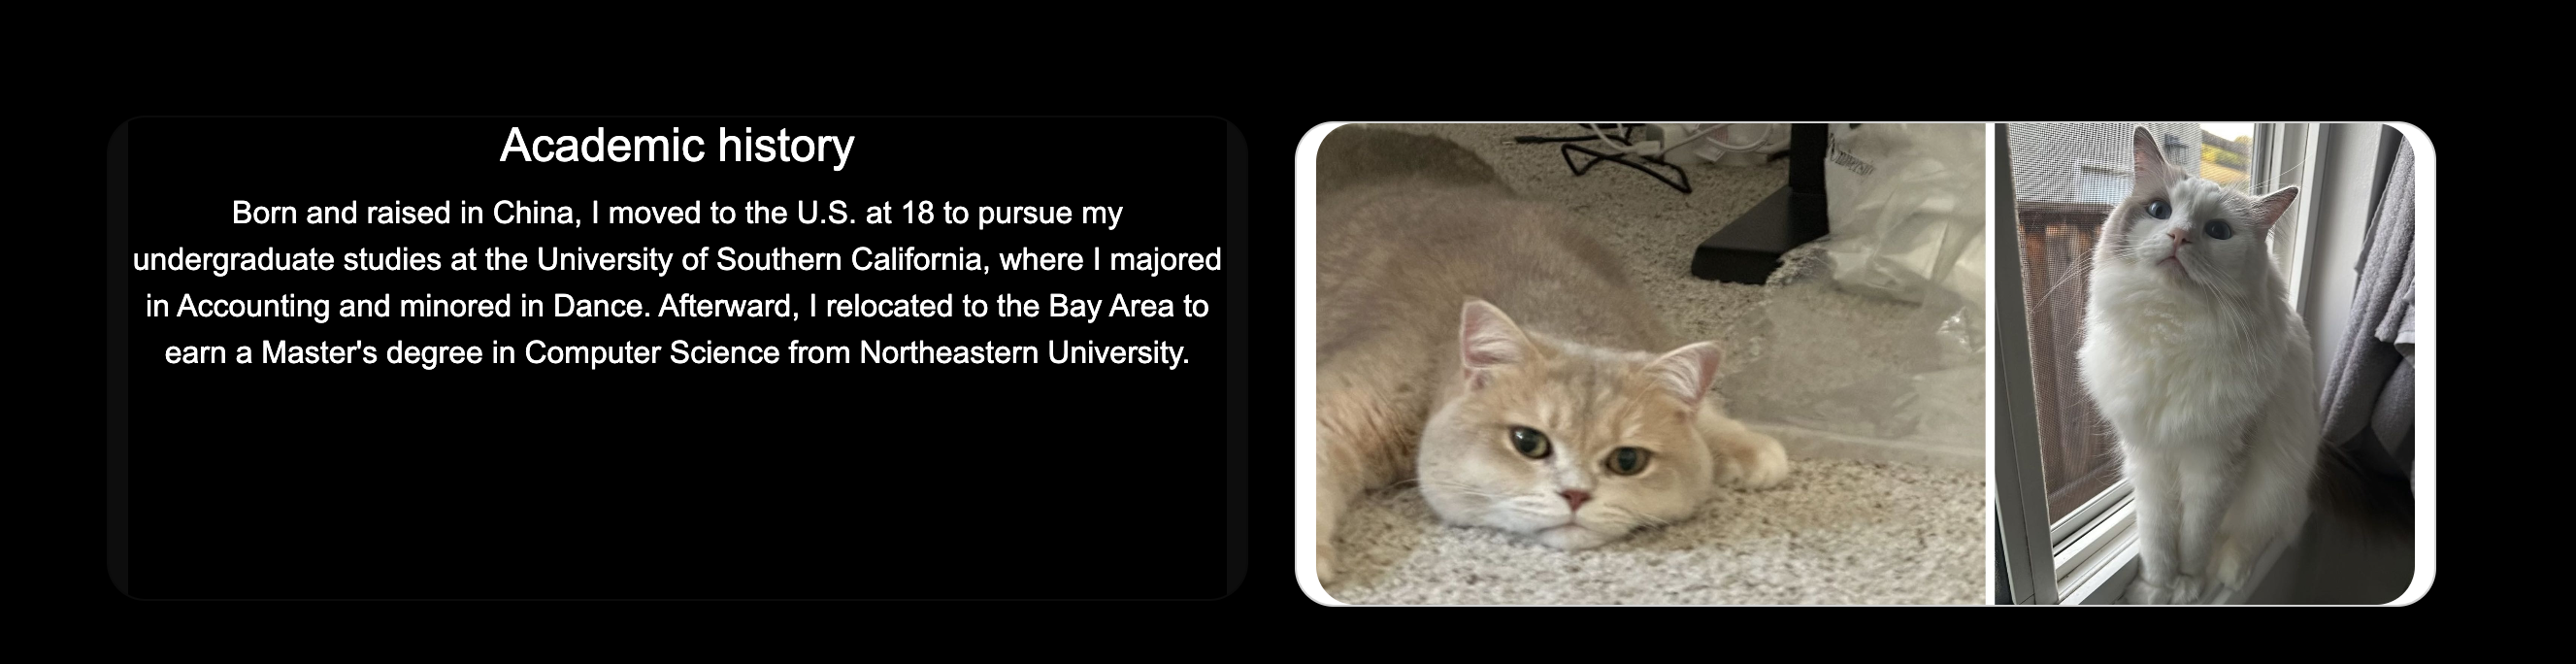 Academic history
Born and raised in China, I moved to the U.S. at 18 to pursue my
undergraduate studies at the University of Southern California, where I majored
in Accounting and minored in Dance. Afterward, I relocated to the Bay Area to
earn a Master's degree in Computer Science from Northeastern University.
University